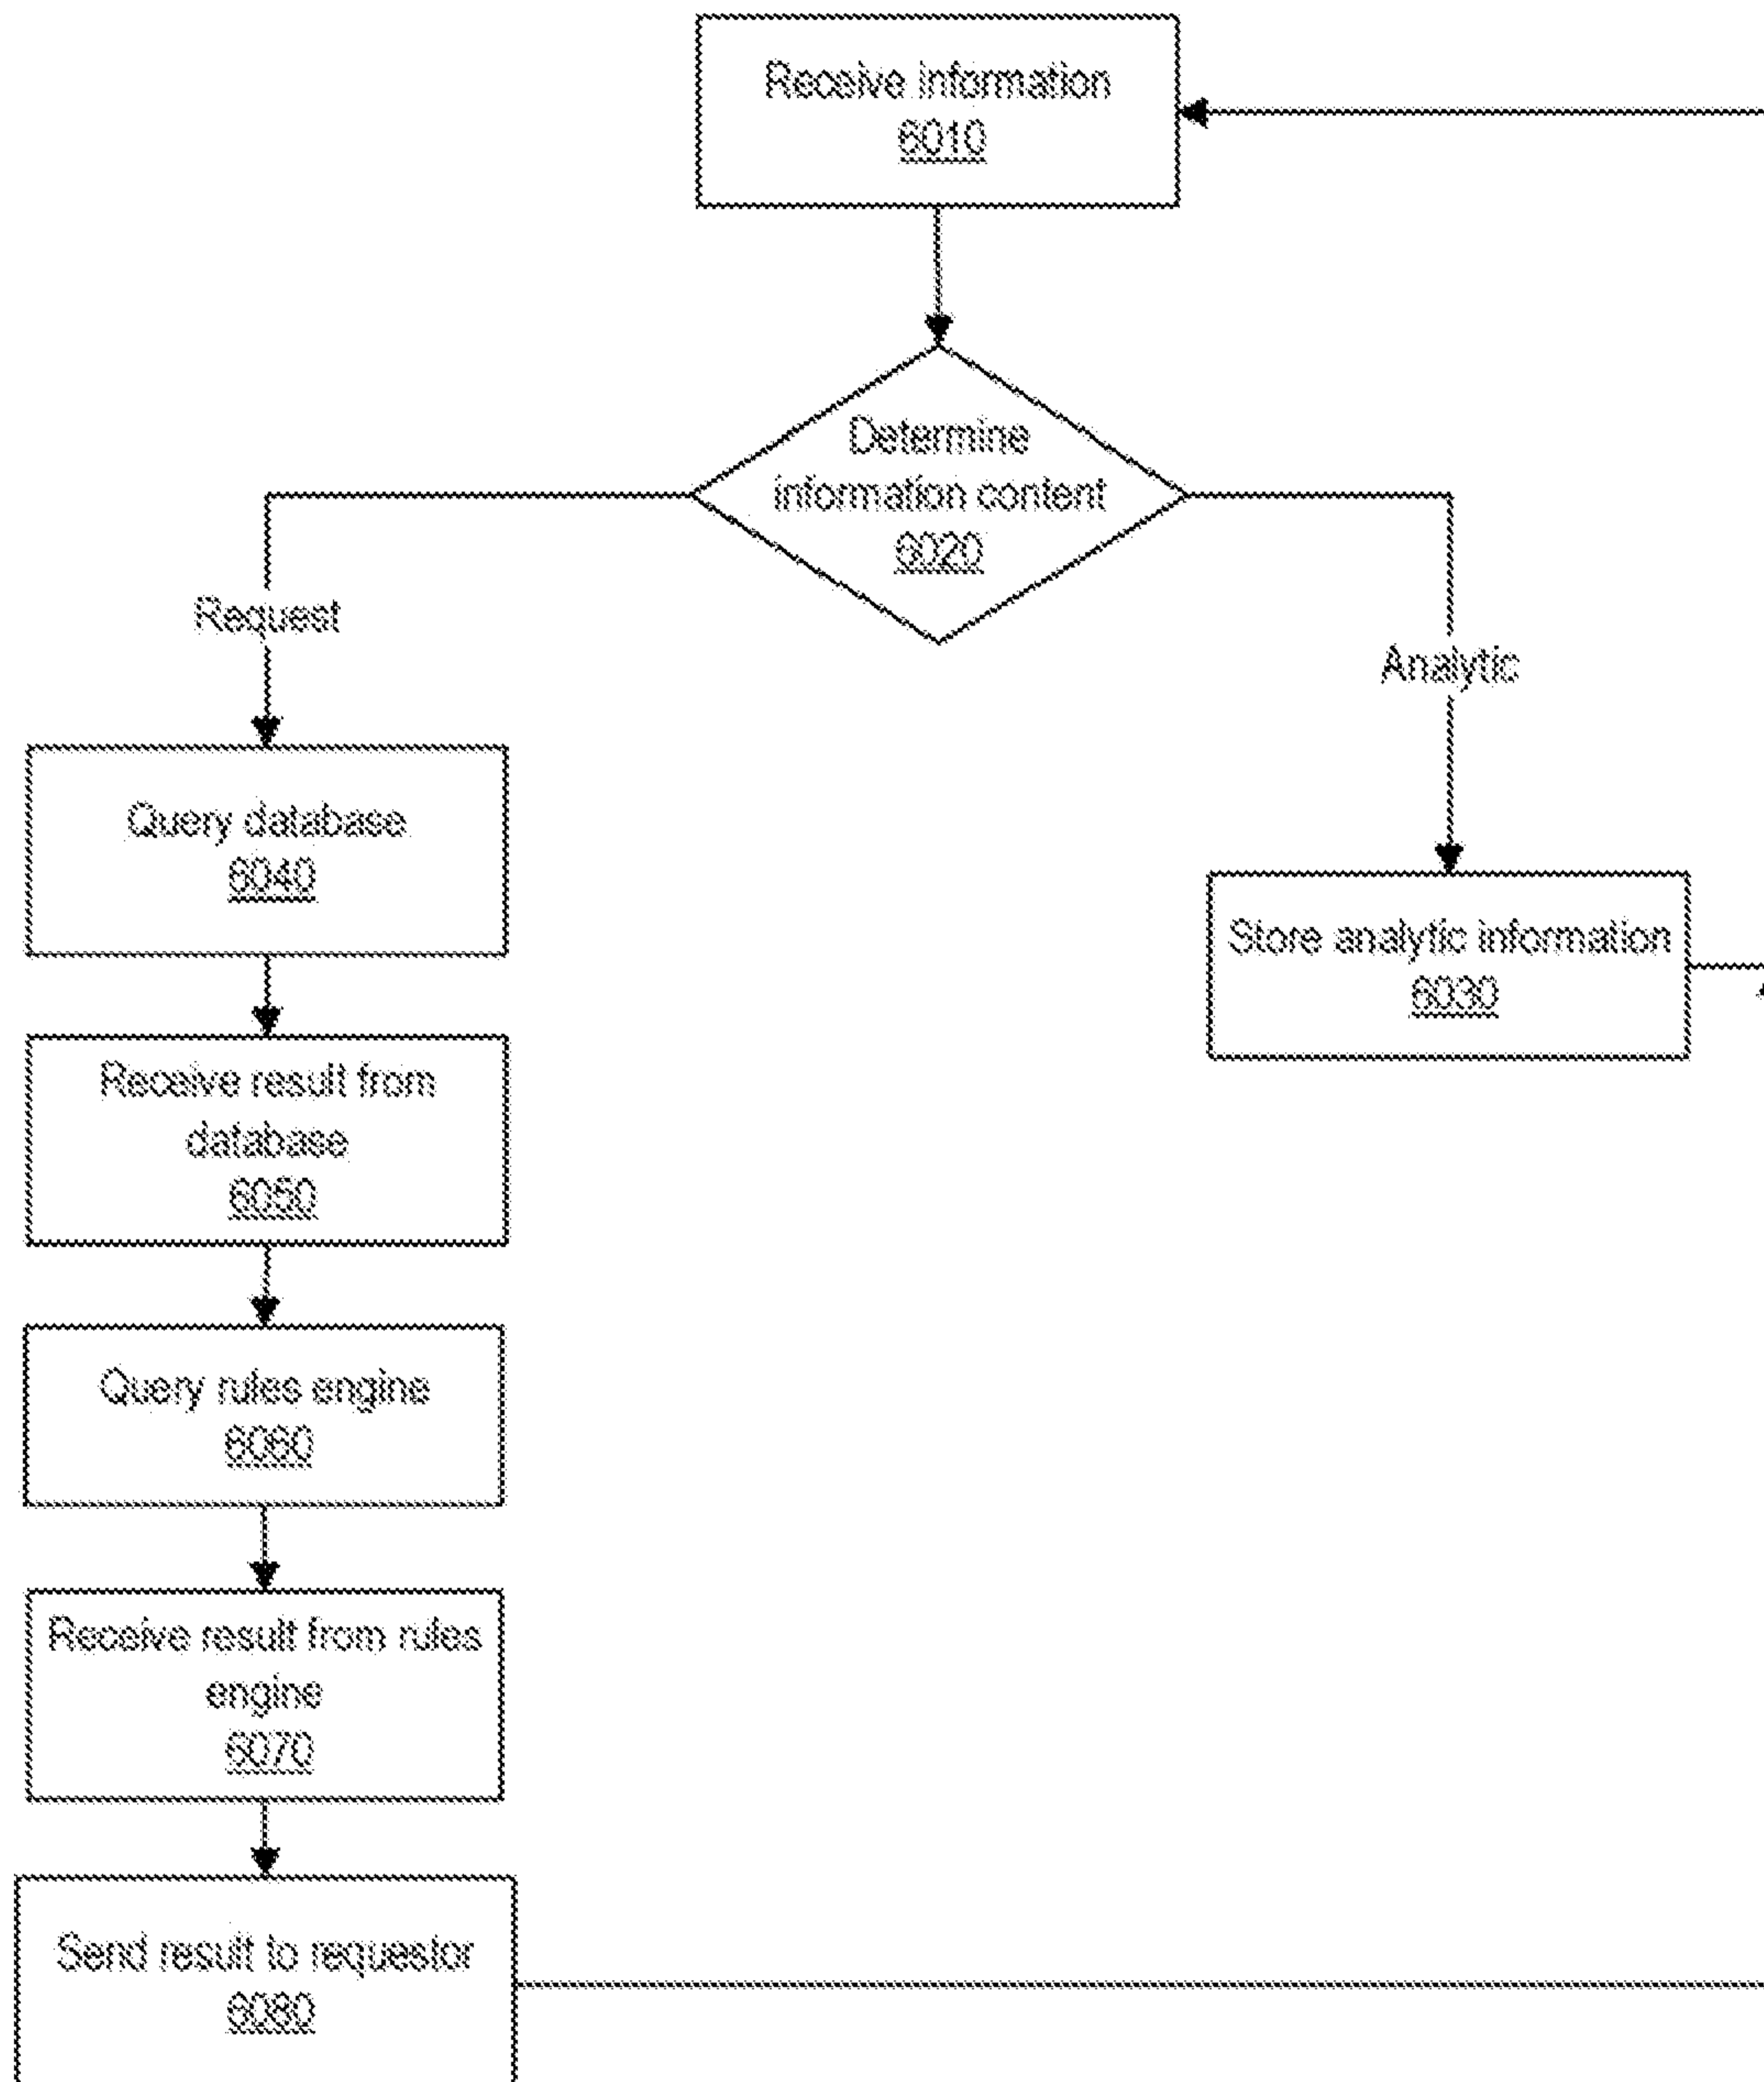 Receive information
6010
Determine
information content
6020
Request
Analytic
Query database
6040
Store analytic information
6030
Receive result from
database
6050
Query rules engine
6060
Receive result from rules
engine
6070
Send result to requestor
6080